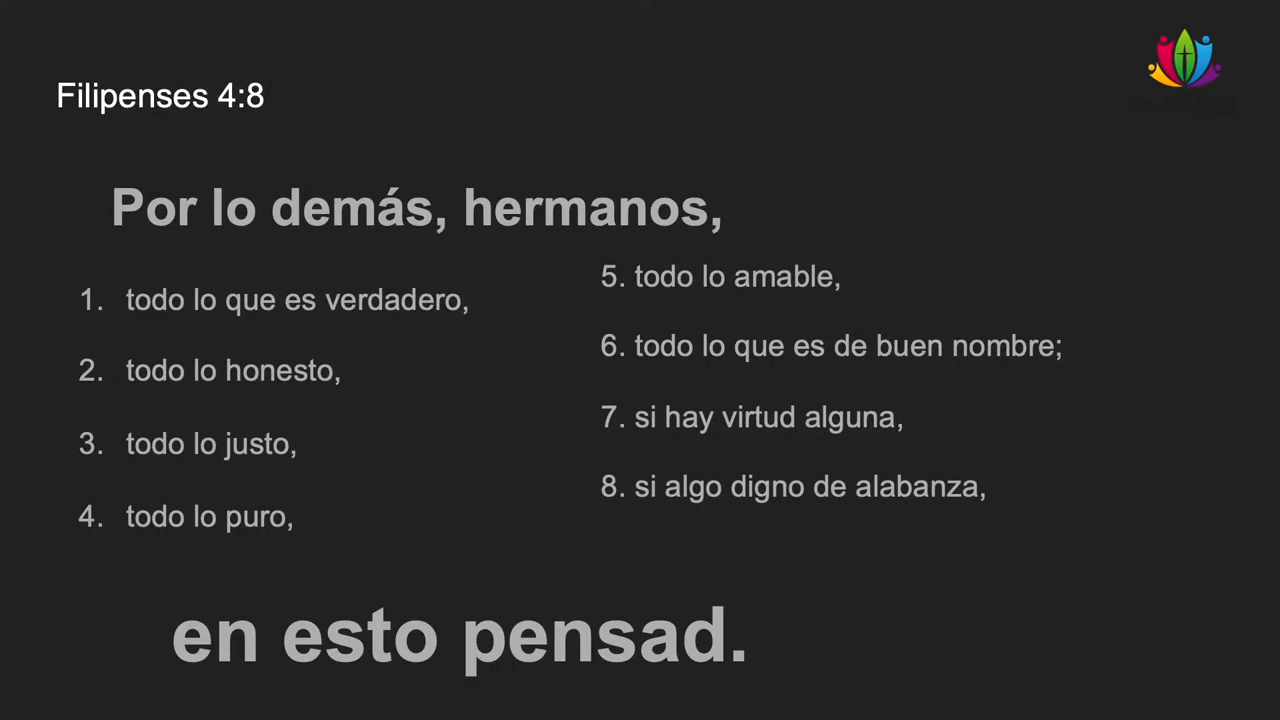 Filipenses 4:8
Por lo demás, hermanos,
1. todo lo que es verdadero,
2. todo lo honesto,
3. todo lo justo,
4. todo lo puro,
5. todo lo amable,
6. todo lo que es de buen nombre;
7. si hay virtud alguna,
8. si algo digno de alabanza,
en esto pensad.